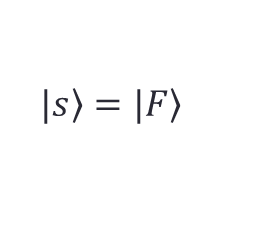 |s⟩ = |F⟩